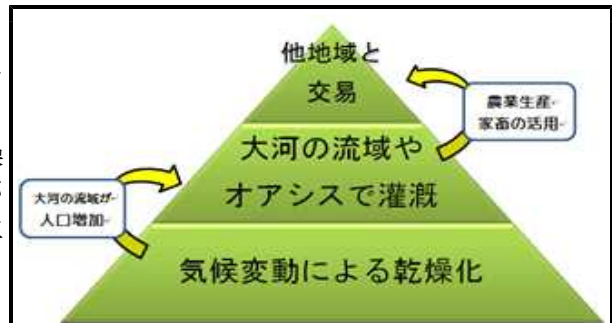 他地域と
交易
農業生産
家畜の活用
大河の流域や
オアシスで灌漑
大河の流域が
人口増加
気候変動による乾燥化